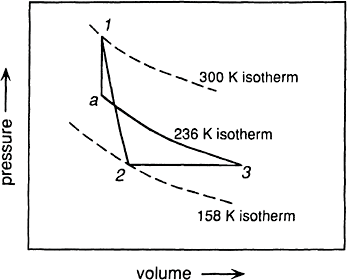 1
300 K isotherm
a
236 K isotherm
2
3
158 K isotherm
pressure
volume